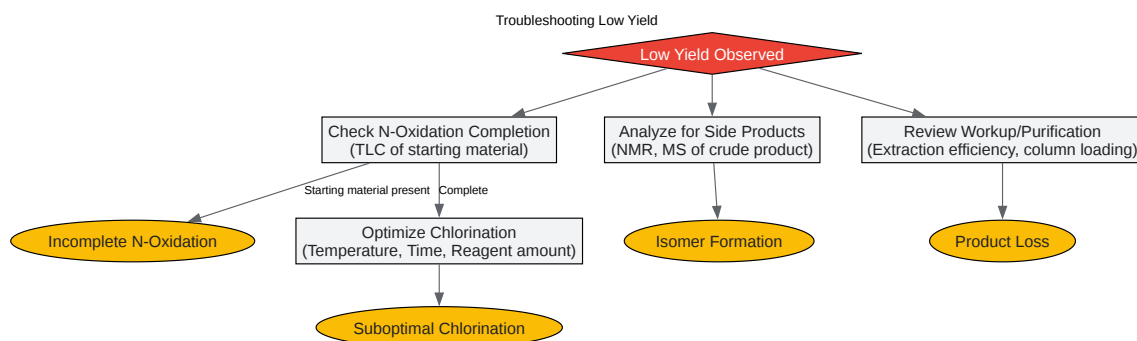 Troubleshooting Low Yield
Low Yield Observed
Check N-Oxidation Completion
(TLC of starting material)
Analyze for Side Products
(NMR, MS of crude product)
Review Workup/Purification
(Extraction efficiency, column loading)
Starting material present
Complete
Incomplete N-Oxidation
Optimize Chlorination
(Temperature, Time, Reagent amount)
Isomer Formation
Product Loss
Suboptimal Chlorination